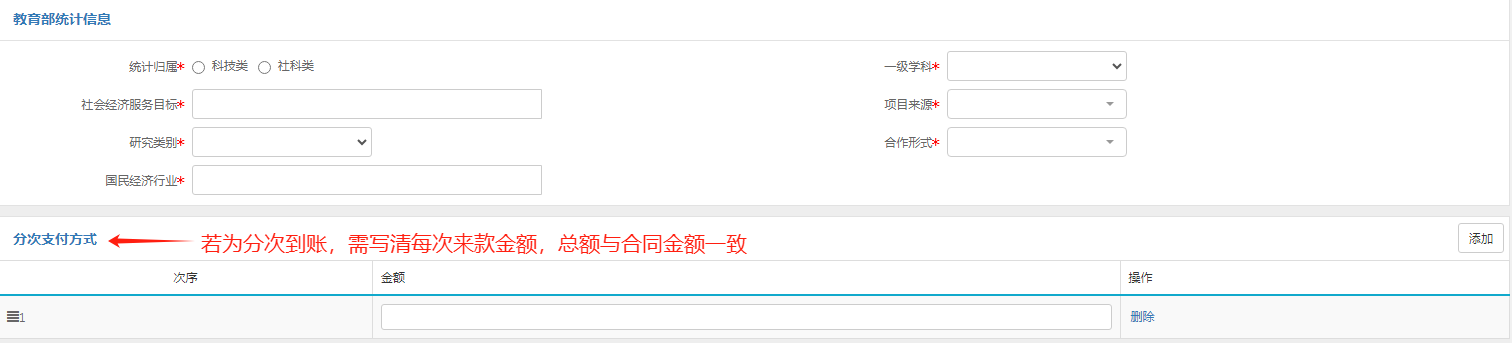 教育部统计信息
统计归属* 科技类 社科类 一级学科*
社会经济服务目标* 项目来源*
研究类别* 合作形式*
国民经济行业*
分次支付方式 若为分次到账，需写清每次来款金额，总额与合同金额一致 添加
次序 金额 操作
1 删除